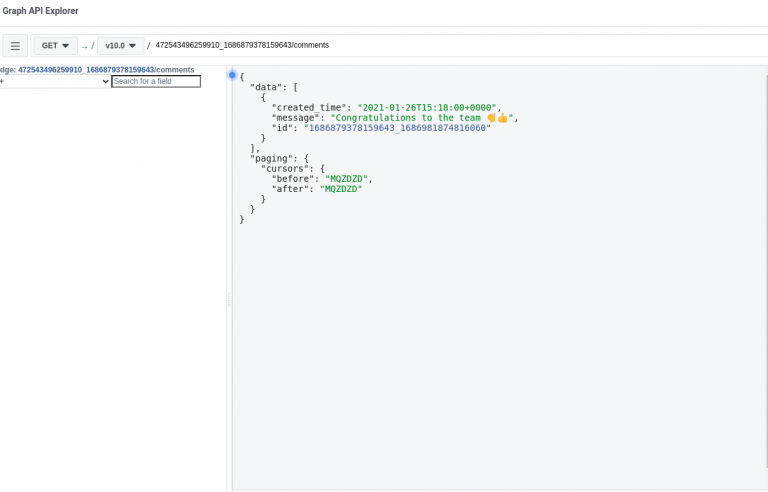 Graph API Explorer
GET → / v10.0 / 472543496259910_1686879378159643/comments
dge: 472543496259910_1686879378159643/comments
+ Search for a field
{
"data": [
{
"created_time": "2021-01-26T15:18:00+0000",
"message": "Congratulations to the team 👏👍",
"id": "1686879378159643_1686981874816060"
}
],
"paging": {
"cursors": {
"before": "MQZDZD",
"after": "MQZDZD"
}
}
}